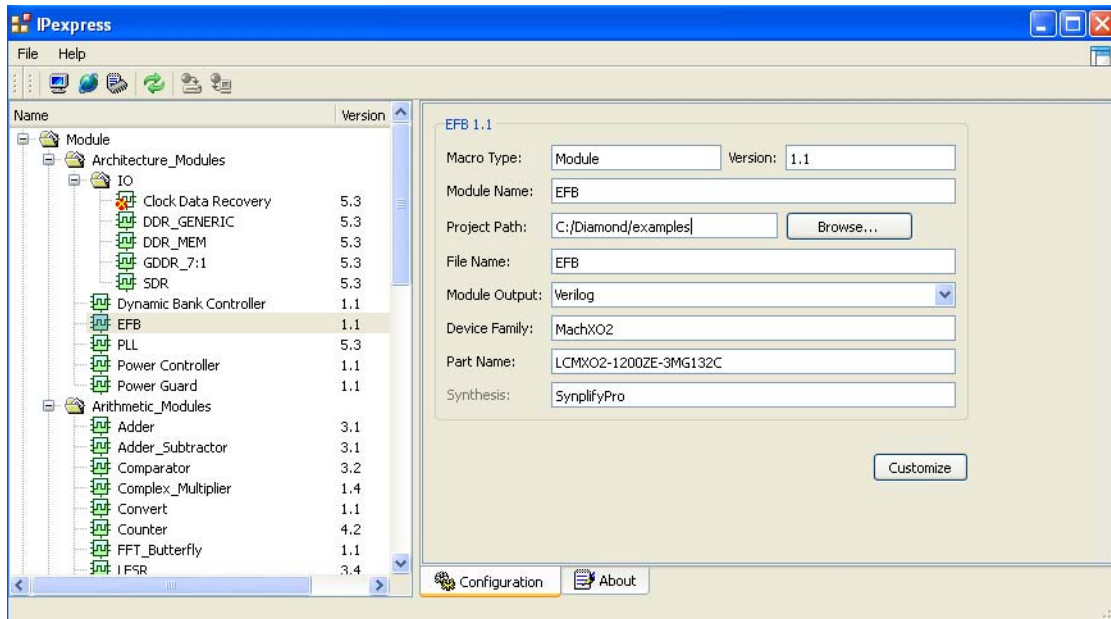 IPexpress
File Help
Name Version
Module
Architecture_Modules
IO
Clock Data Recovery 5.3
DDR_GENERIC 5.3
DDR_MEM 5.3
GDDR_7:1 5.3
SDR 5.3
Dynamic Bank Controller 1.1
EFB 1.1
PLL 5.3
Power Controller 1.1
Power Guard 1.1
Arithmetic_Modules
Adder 3.1
Adder_Subtractor 3.1
Comparator 3.2
Complex_Multiplier 1.4
Convert 1.1
Counter 4.2
FFT_Butterfly 1.1
LFSR 3.4
EFB 1.1
Macro Type: Module Version: 1.1
Module Name: EFB
Project Path: C:/Diamond/examples Browse...
File Name: EFB
Module Output: Verilog
Device Family: MachXO2
Part Name: LCMXO2-1200ZE-3MG132C
Synthesis: SynplifyPro
Customize
Configuration About